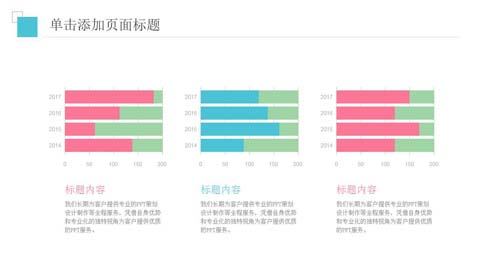 单击添加页面标题
2017
2016
2015
2014
0 50 100 150 200
2017
2016
2015
2014
0 50 100 150 200
2017
2016
2015
2014
0 50 100 150 200
标题内容
我们长期为客户提供专业的PPT策划
设计制作等全程服务。凭借自身优势
和专业化的独特视角为客户提供优质
的PPT服务。
标题内容
我们长期为客户提供专业的PPT策划
设计制作等全程服务。凭借自身优势
和专业化的独特视角为客户提供优质
的PPT服务。
标题内容
我们长期为客户提供专业的PPT策划
设计制作等全程服务。凭借自身优势
和专业化的独特视角为客户提供优质
的PPT服务。